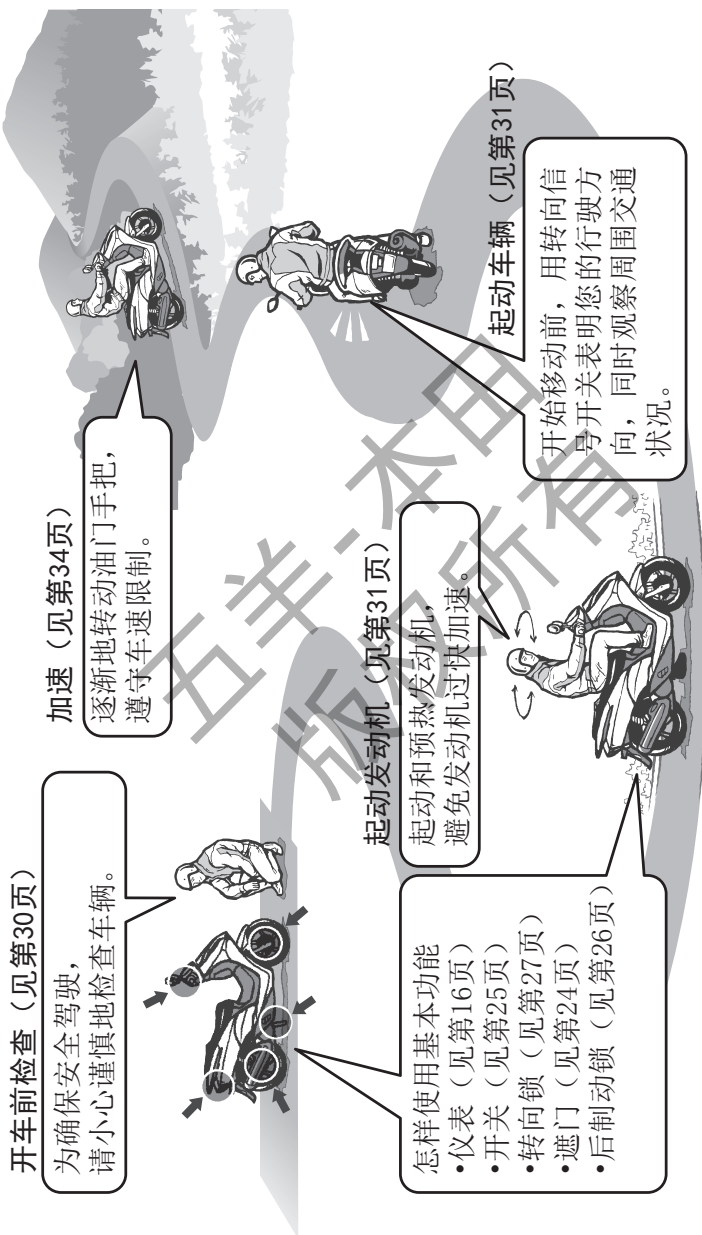 开车前检查（见第30页）
为确保安全驾驶，
请小心谨慎地检查车辆。
怎样使用基本功能
•仪表（见第16页）
•开关（见第25页）
•转向锁（见第27页）
•遮门（见第24页）
•后制动锁（见第26页）
起动发动机（见第31页）
起动和预热发动机，
避免发动机过快加速。
加速（见第34页）
逐渐地转动油门手把，
遵守车速限制。
起动车辆（见第31页）
开始移动前，用转向信
号开关表明您的行驶方
向，同时观察周围交通
状况。
五羊-本田
版权所有